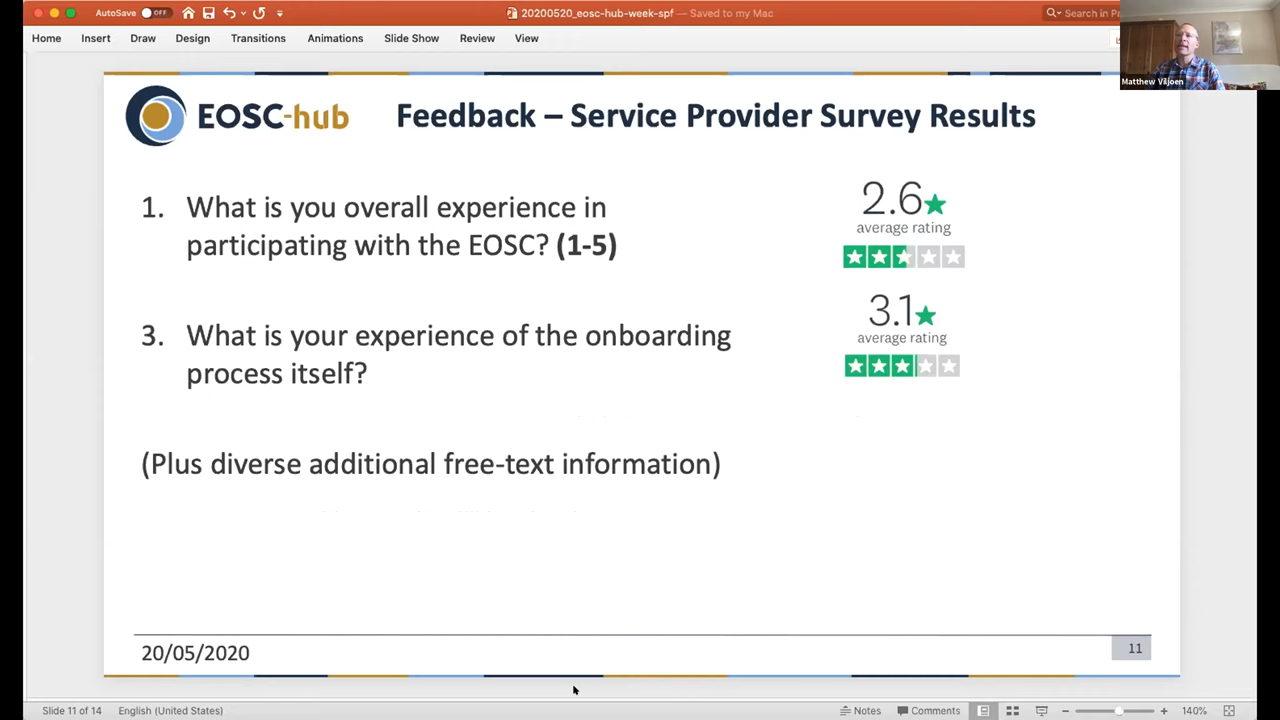 AutoSave OFF
20200520_eosc-hub-week-spf — Saved to my Mac
Home Insert Draw Design Transitions Animations Slide Show Review View
Matthew Viljoen
EOSC-hub
Feedback – Service Provider Survey Results
1. What is you overall experience in
participating with the EOSC? (1-5)
2.6
average rating
3. What is your experience of the onboarding
process itself?
3.1
average rating
(Plus diverse additional free-text information)
20/05/2020
11
Slide 11 of 14 English (United States)
Notes Comments
140%